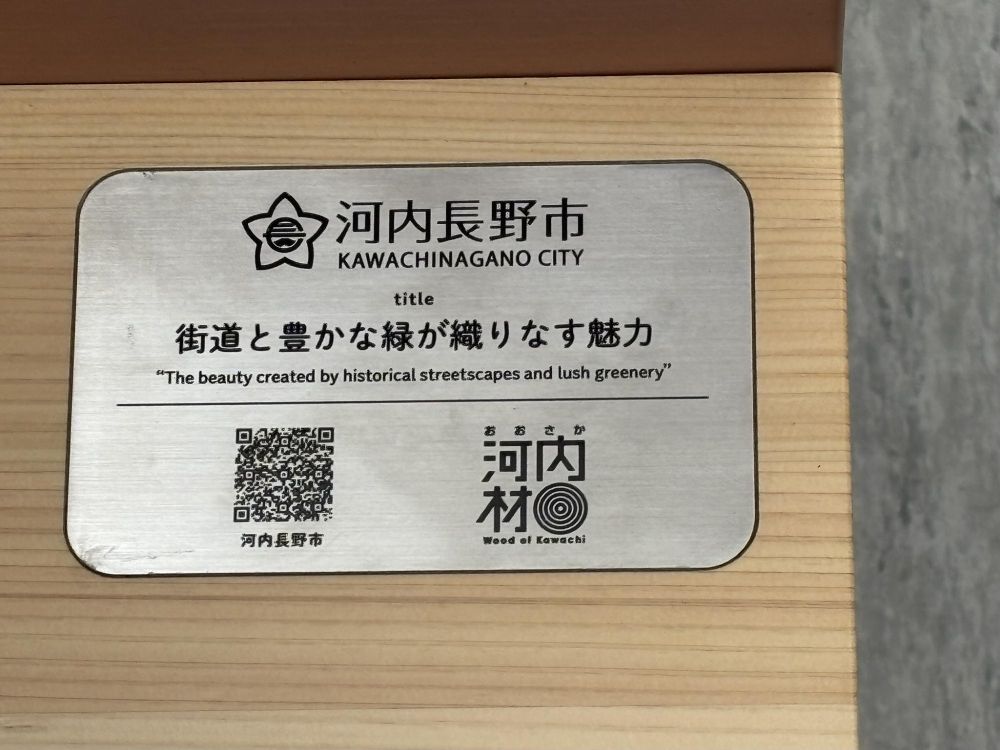 河内長野市
KAWACHINAGANO CITY
title
街道と豊かな緑が織りなす魅力
“The beauty created by historical streetscapes and lush greenery”
河内長野市
おおさか
河内
材
Wood of Kawachi